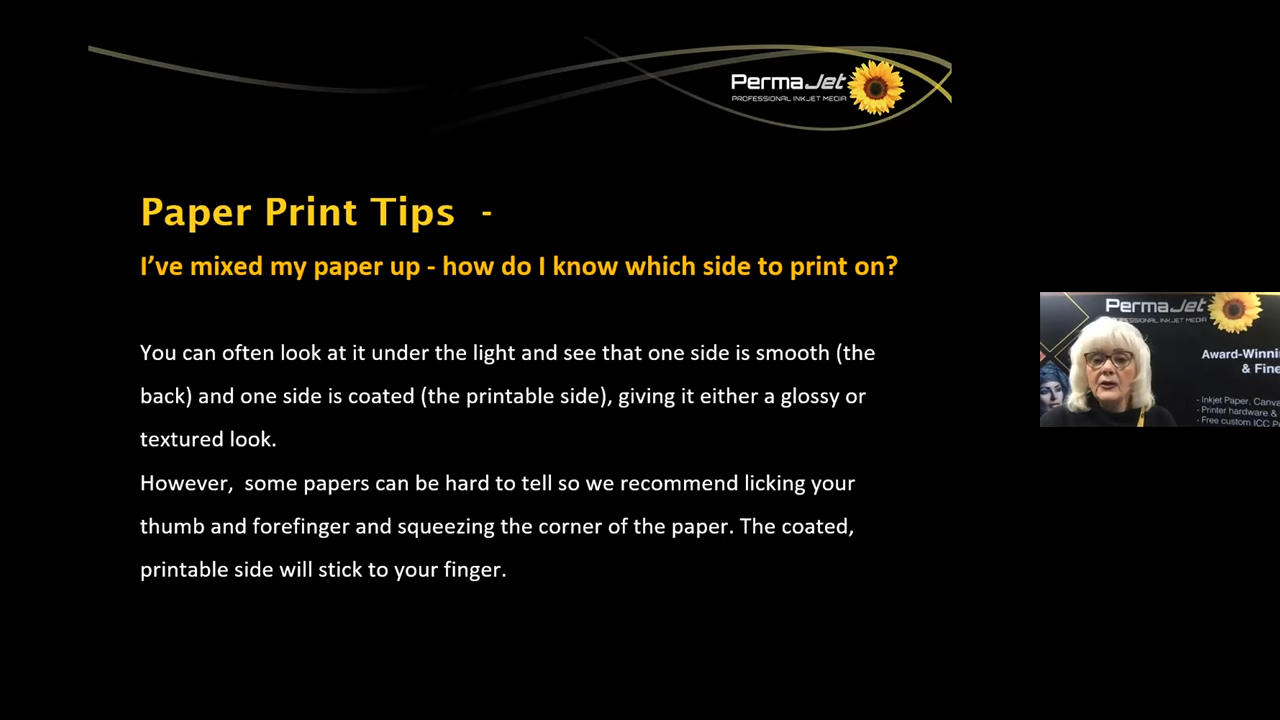 PermaJet
PROFESSIONAL INKJET MEDIA
Paper Print Tips -
I've mixed my paper up - how do I know which side to print on?
You can often look at it under the light and see that one side is smooth (the
back) and one side is coated (the printable side), giving it either a glossy or
textured look.
However, some papers can be hard to tell so we recommend licking your
thumb and forefinger and squeezing the corner of the paper. The coated,
printable side will stick to your finger.
PermaJet
PROFESSIONAL INKJET MEDIA
Award-Winni
& Fine
- Inkjet Paper, Canva
- Printer hardware &
- Free custom ICC P